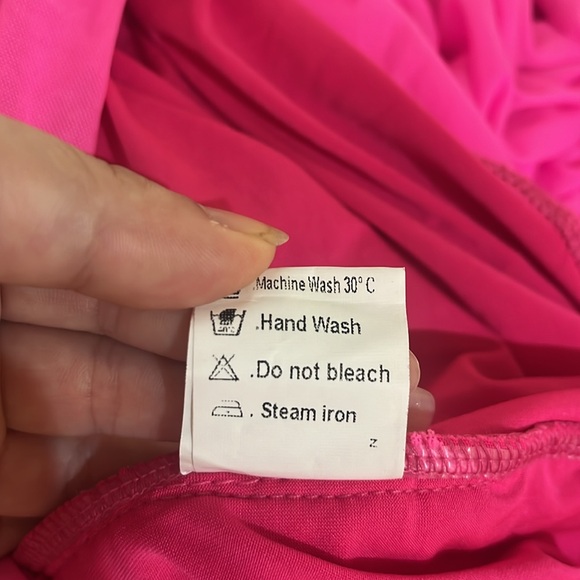 .Machine Wash 30° C
.Hand Wash
.Do not bleach
. Steam iron
z